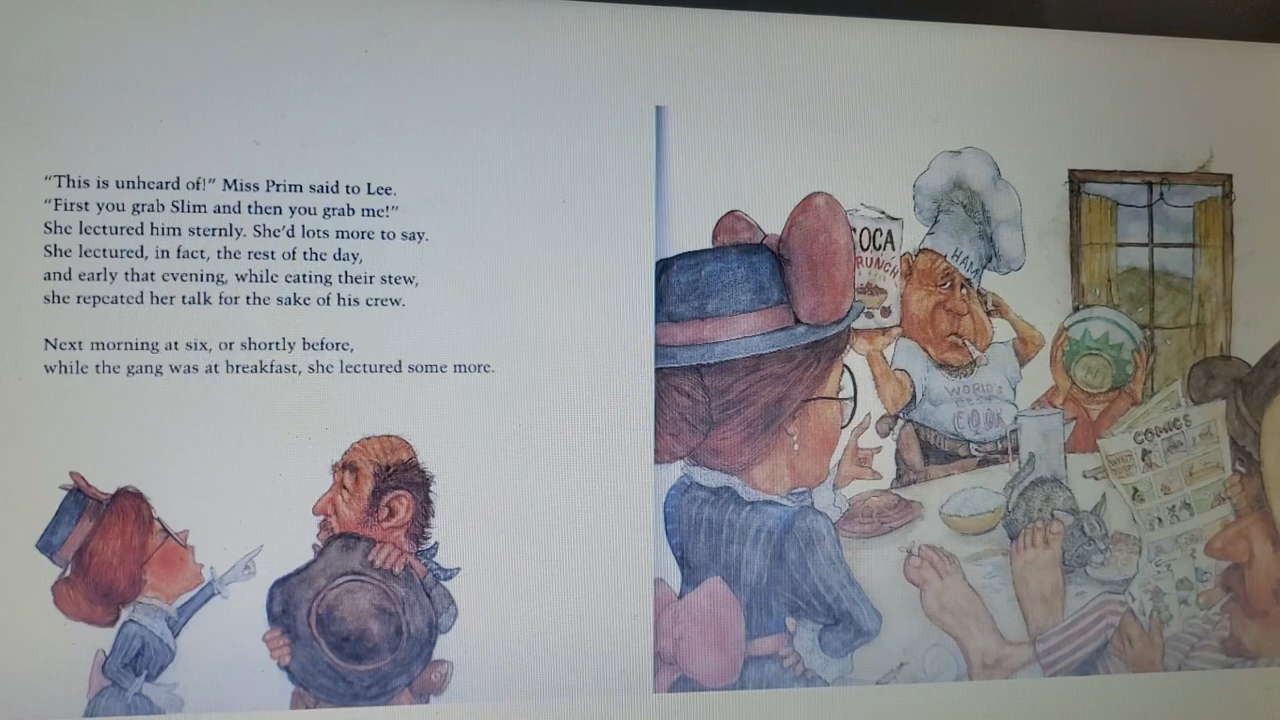 “This is unheard of!” Miss Prim said to Lee.
“First you grab Slim and then you grab me!”
She lectured him sternly. She’d lots more to say.
She lectured, in fact, the rest of the day,
and early that evening, while eating their stew,
she repeated her talk for the sake of his crew.
Next morning at six, or shortly before,
while the gang was at breakfast, she lectured some more.
OCA
RUNCH
HAM
WORLD'S
BEST
COOK
COMICS